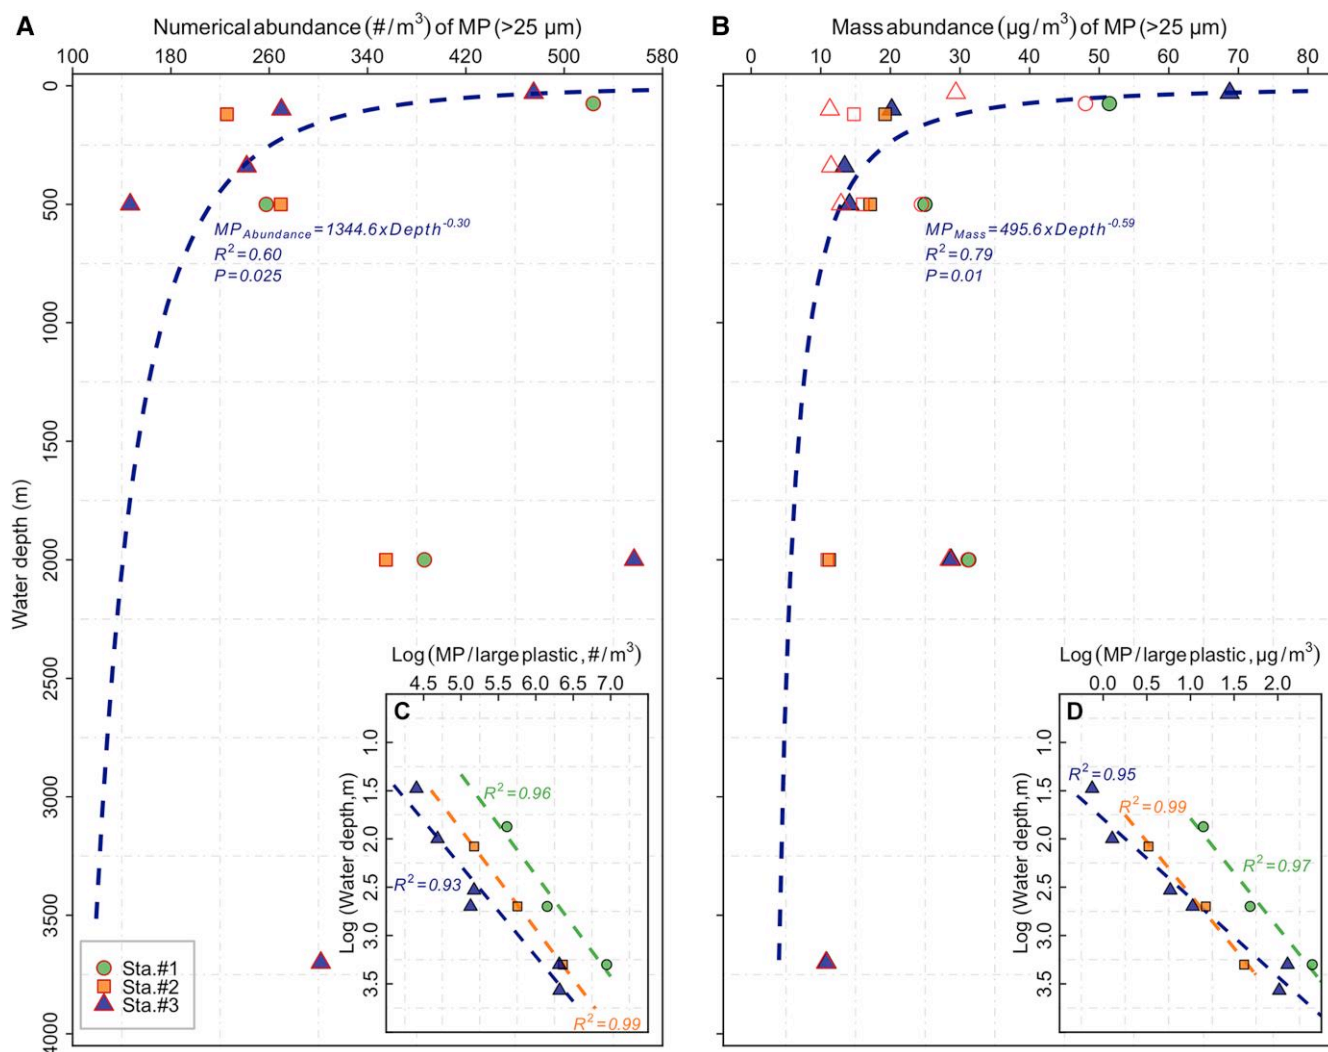 A
Numerical abundance (#/m³) of MP (>25 µm)
100 180 260 340 420 500 580
Water depth (m)
0
500
1000
1500
2000
2500
3000
3500
4000
MP Abundance=1344.6xDepth^-0.30
R²=0.60
P=0.025
Sta.#1
Sta.#2
Sta.#3
B
Mass abundance (µg/m³) of MP (>25 µm)
0 10 20 30 40 50 60 70 80
MP Mass=495.6xDepth^-0.59
R²=0.79
P=0.01
Log (MP/large plastic, #/m³)
4.5 5.0 5.5 6.0 6.5 7.0
C
Log (Water depth,m)
1.0
1.5
2.0
2.5
3.0
3.5
R²=0.96
R²=0.93
R²=0.99
Log (MP/large plastic, µg/m³)
0.0 0.5 1.0 1.5 2.0
D
Log (Water depth,m)
1.0
1.5
2.0
2.5
3.0
3.5
R²=0.95
R²=0.99
R²=0.97